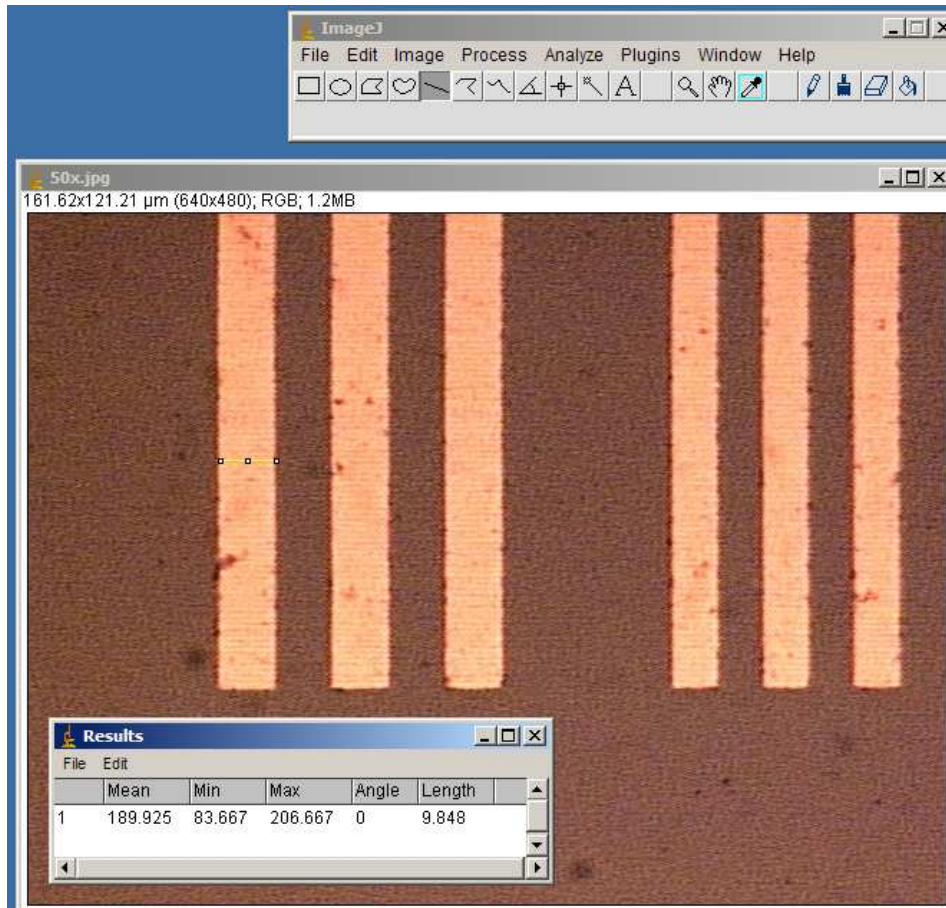 ImageJ
File Edit Image Process Analyze Plugins Window Help
A
50x.jpg
161.62x121.21 µm (640x480); RGB; 1.2MB
Results
File Edit
Mean Min Max Angle Length
1 189.925 83.667 206.667 0 9.848